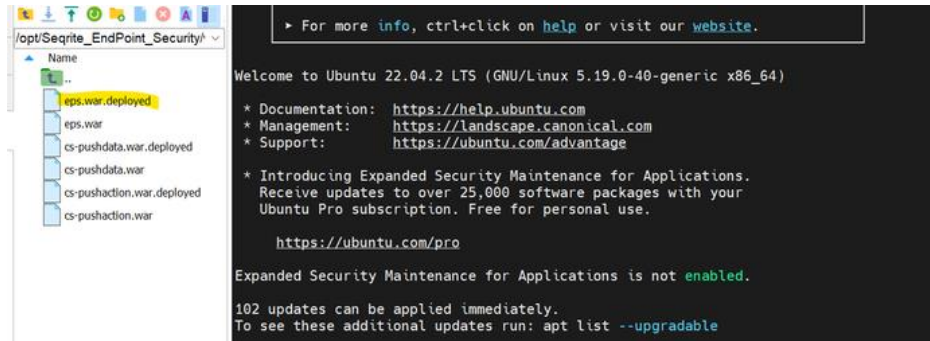 /opt/Seqrite_EndPoint_Security/
Name
..
eps.war.deployed
eps.war
cs-pushdata.war.deployed
cs-pushdata.war
cs-pushaction.war.deployed
cs-pushaction.war
▸ For more info, ctrl+click on help or visit our website.
Welcome to Ubuntu 22.04.2 LTS (GNU/Linux 5.19.0-40-generic x86_64)
* Documentation: https://help.ubuntu.com
* Management: https://landscape.canonical.com
* Support: https://ubuntu.com/advantage
* Introducing Expanded Security Maintenance for Applications.
Receive updates to over 25,000 software packages with your
Ubuntu Pro subscription. Free for personal use.
https://ubuntu.com/pro
Expanded Security Maintenance for Applications is not enabled.
102 updates can be applied immediately.
To see these additional updates run: apt list --upgradable